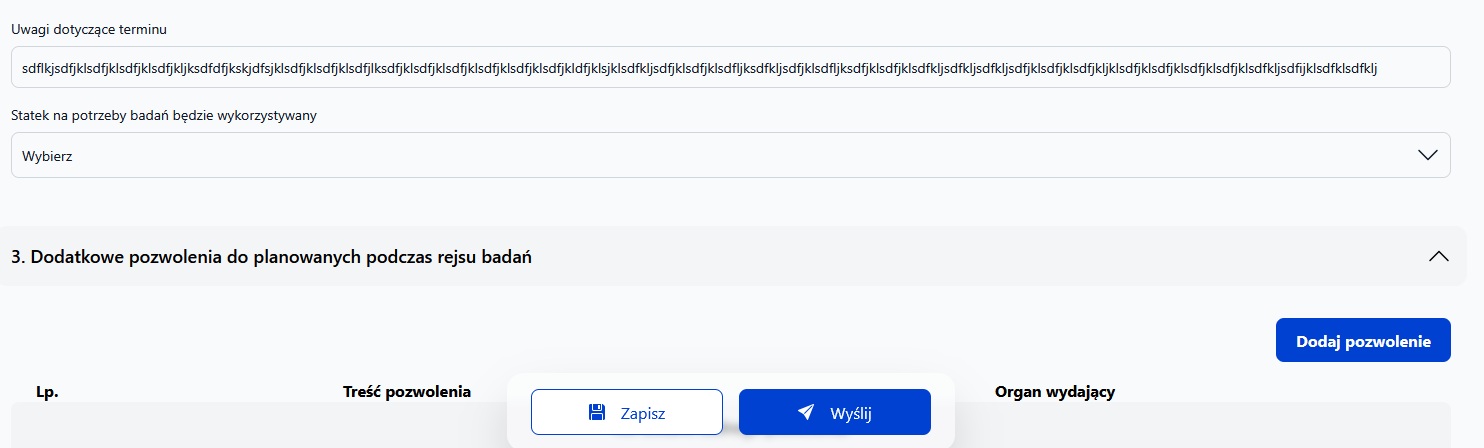 Uwagi dotyczące terminu
sdflkjsdfjklsdfjklsdfjklsdfjkljksdfdfjkskjdfsjklsdfjklsdfjklsdfjlksdfjklsdfjklsdfjklsdfjklsdfjklsdfjkldfjklsjklsdfkljsdfjklsdfjklsdfljksdfkljsdfjklsdfljksdfjklsdfjklsdfkljsdfkljsdfkljsdfjklsdfjklsdfjkljklsdfjklsdfjklsdfjklsdfjklsdfkljsdfijklsdfklsdfklj
Statek na potrzeby badań będzie wykorzystywany
Wybierz
3. Dodatkowe pozwolenia do planowanych podczas rejsu badań
Dodaj pozwolenie
Lp. Treść pozwolenia Organ wydający
Zapisz Wyślij